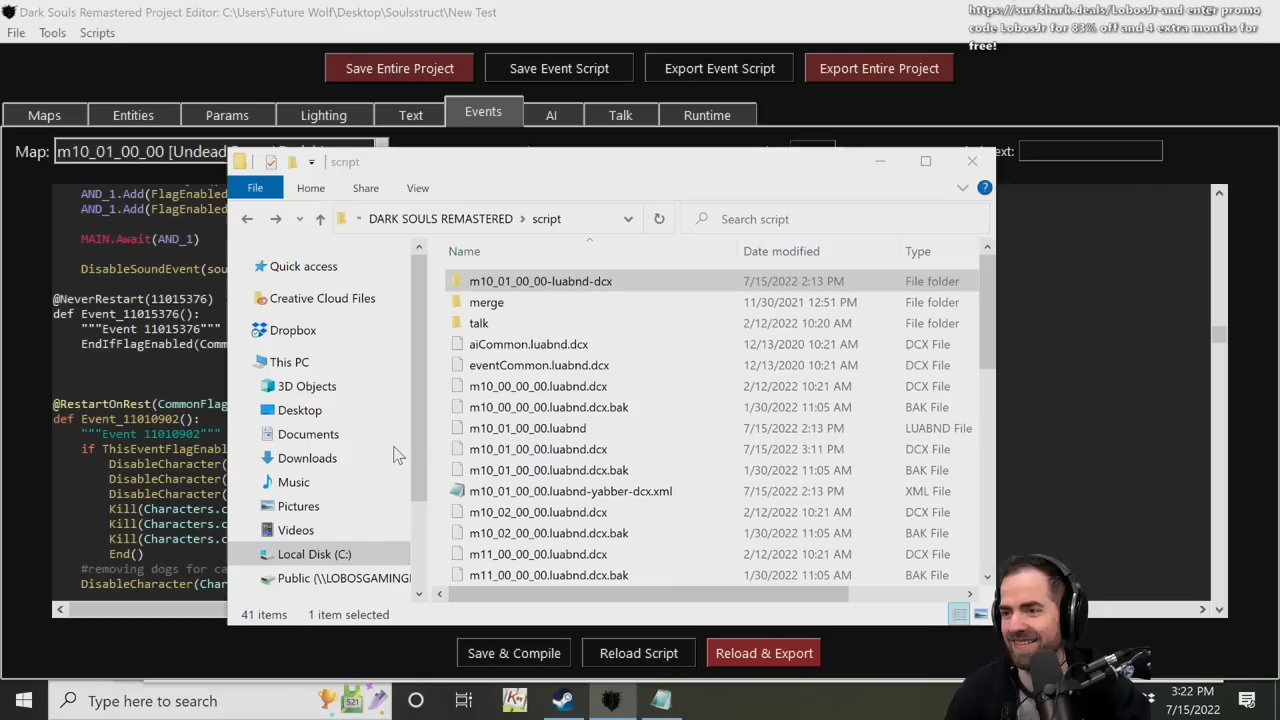 Dark Souls Remastered Project Editor: C:\Users\Future Wolf\Desktop\Soulsstruct\New Test
https://surfshark.deals/LobosJr and enter promo
code LobosJr for 83% off and 4 extra months for
free!
File Tools Scripts
Save Entire Project Save Event Script Export Event Script Export Entire Project
Maps Entities Params Lighting Text Events AI Talk Runtime
Map: m10_01_00_00 [Undead
ext:
script
File Home Share View
DARK SOULS REMASTERED > script
Search script
Name Date modified Type
Quick access
Creative Cloud Files
Dropbox
This PC
3D Objects
Desktop
Documents
Downloads
Music
Pictures
Videos
Local Disk (C:)
Public (\\LOBOSGAMING
m10_01_00_00-luabnd-dcx 7/15/2022 2:13 PM File folder
merge 11/30/2021 12:51 PM File folder
talk 2/12/2022 10:20 AM File folder
aiCommon.luabnd.dcx 12/13/2020 10:21 AM DCX File
eventCommon.luabnd.dcx 12/13/2020 10:21 AM DCX File
m10_00_00_00.luabnd.dcx 2/12/2022 10:21 AM DCX File
m10_00_00_00.luabnd.dcx.bak 1/30/2022 11:05 AM BAK File
m10_01_00_00.luabnd 7/15/2022 2:13 PM LUABND File
m10_01_00_00.luabnd.dcx 7/15/2022 3:11 PM DCX File
m10_01_00_00.luabnd.dcx.bak 1/30/2022 11:05 AM BAK File
m10_01_00_00.luabnd-yabber-dcx.xml 7/15/2022 2:13 PM XML File
m10_02_00_00.luabnd.dcx 2/12/2022 10:21 AM DCX File
m10_02_00_00.luabnd.dcx.bak 1/30/2022 11:05 AM BAK File
m11_00_00_00.luabnd.dcx 2/12/2022 10:21 AM DCX File
m11_00_00_00.luabnd.dcx.bak 1/30/2022 11:05 AM BAK File
41 items 1 item selected
AND_1.Add(FlagEnabled
AND_1.Add(FlagEnabled
MAIN.Await(AND_1)
DisableSoundEvent(sou
@NeverRestart(11015376)
def Event_11015376():
"""Event 11015376"""
EndIfFlagEnabled(Comm
@RestartOnRest(CommonFlag
def Event_11010902():
"""Event 11010902"""
if ThisEventFlagEnabl
DisableCharacter(
DisableCharacter(
DisableCharacter(
Kill(Characters.c
Kill(Characters.c
Kill(Characters.c
End()
#removing dogs for ca
DisableCharacter(Char
Save & Compile Reload Script Reload & Export
Type here to search
521
3:22 PM
7/15/2022